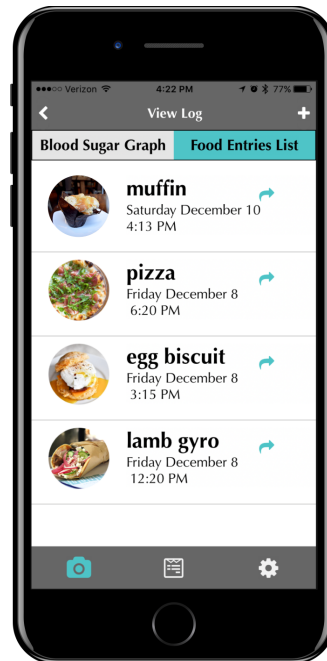 Verizon 4:22 PM 77%
View Log
Blood Sugar Graph Food Entries List
muffin
Saturday December 10
4:13 PM
pizza
Friday December 8
6:20 PM
egg biscuit
Friday December 8
3:15 PM
lamb gyro
Friday December 8
12:20 PM